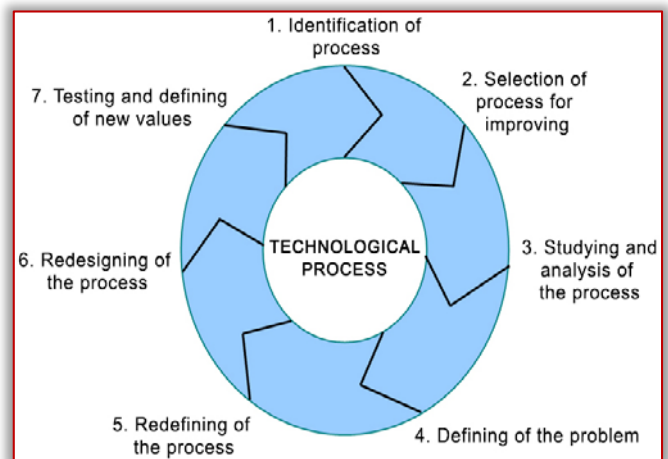 1. Identification of
process
2. Selection of
process for
improving
3. Studying and
analysis of
the process
4. Defining of the problem
5. Redefining of
the process
6. Redesigning of
the process
7. Testing and defining
of new values
TECHNOLOGICAL
PROCESS